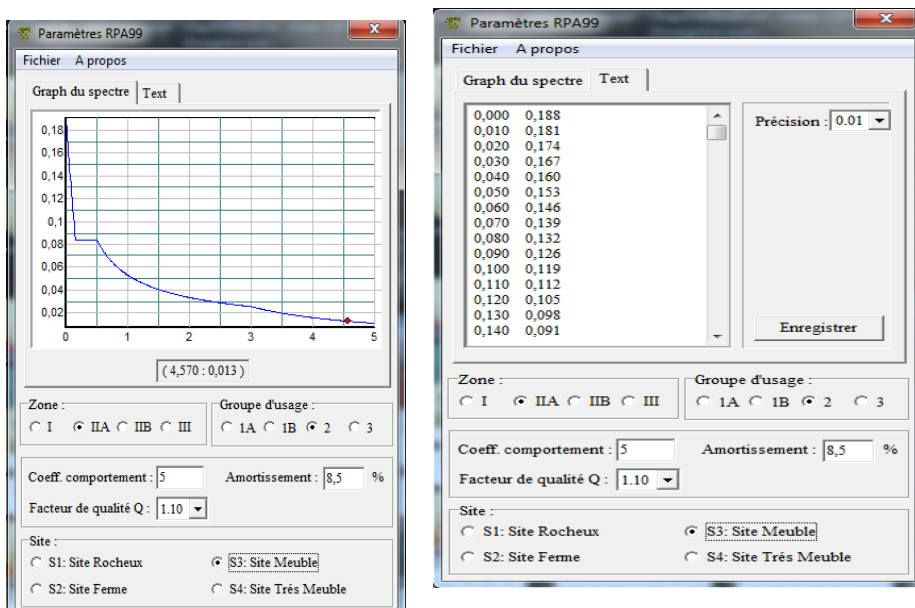 Paramètres RPA99
Fichier A propos
Graph du spectre Text
0,18
0,16
0,14
0,12
0,1
0,08
0,06
0,04
0,02
0 1 2 3 4 5
( 4,570 : 0,013 )
Zone :
I IIA IIB III
Groupe d'usage :
1A 1B 2 3
Coeff. comportement : 5 Amortissement : 8,5 %
Facteur de qualité Q : 1.10
Site :
S1: Site Rocheux S3: Site Meuble
S2: Site Ferme S4: Site Trés Meuble
Paramètres RPA99
Fichier A propos
Graph du spectre Text
0,000 0,188
0,010 0,181
0,020 0,174
0,030 0,167
0,040 0,160
0,050 0,153
0,060 0,146
0,070 0,139
0,080 0,132
0,090 0,126
0,100 0,119
0,110 0,112
0,120 0,105
0,130 0,098
0,140 0,091
Précision : 0.01
Enregistrer
Zone :
I IIA IIB III
Groupe d'usage :
1A 1B 2 3
Coeff. comportement : 5 Amortissement : 8,5 %
Facteur de qualité Q : 1.10
Site :
S1: Site Rocheux S3: Site Meuble
S2: Site Ferme S4: Site Trés Meuble